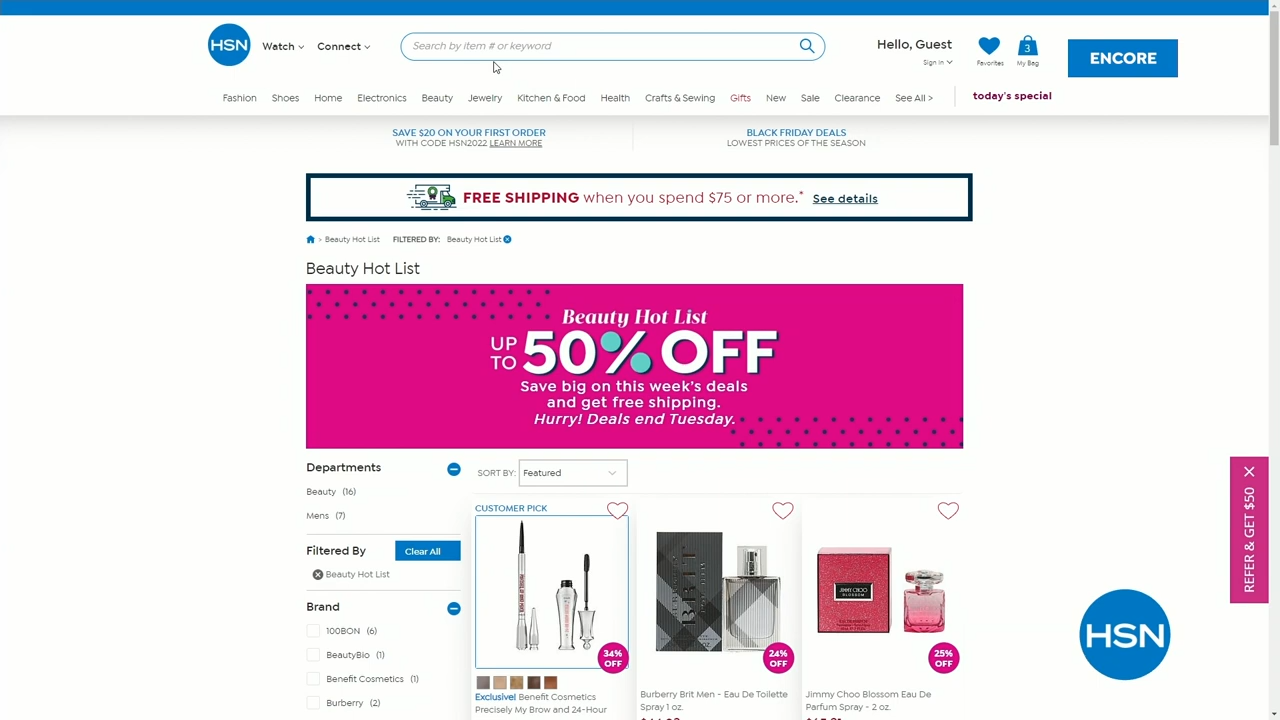 HSN
Watch
Connect
Search by item # or keyword
Hello, Guest
Sign In
Favorites
3
My Bag
ENCORE
Fashion
Shoes
Home
Electronics
Beauty
Jewelry
Kitchen & Food
Health
Crafts & Sewing
Gifts
New
Sale
Clearance
See All >
today's special
SAVE $20 ON YOUR FIRST ORDER
WITH CODE HSN2022 LEARN MORE
BLACK FRIDAY DEALS
LOWEST PRICES OF THE SEASON
FREE SHIPPING when you spend $75 or more.* See details
> Beauty Hot List FILTERED BY: Beauty Hot List
Beauty Hot List
Beauty Hot List
UP TO 50% OFF
Save big on this week's deals
and get free shipping.
Hurry! Deals end Tuesday.
Departments
Beauty (16)
Mens (7)
Filtered By
Clear All
Beauty Hot List
Brand
100BON (6)
BeautyBio (1)
Benefit Cosmetics (1)
Burberry (2)
SORT BY: Featured
CUSTOMER PICK
34% OFF
Exclusive! Benefit Cosmetics
Precisely My Brow and 24-Hour
BRIT
24% OFF
Burberry Brit Men - Eau De Toilette
Spray 1 oz.
JIMMY CHOO
BLOSSOM
25% OFF
Jimmy Choo Blossom Eau De
Parfum Spray - 2 oz.
REFER & GET $50
HSN